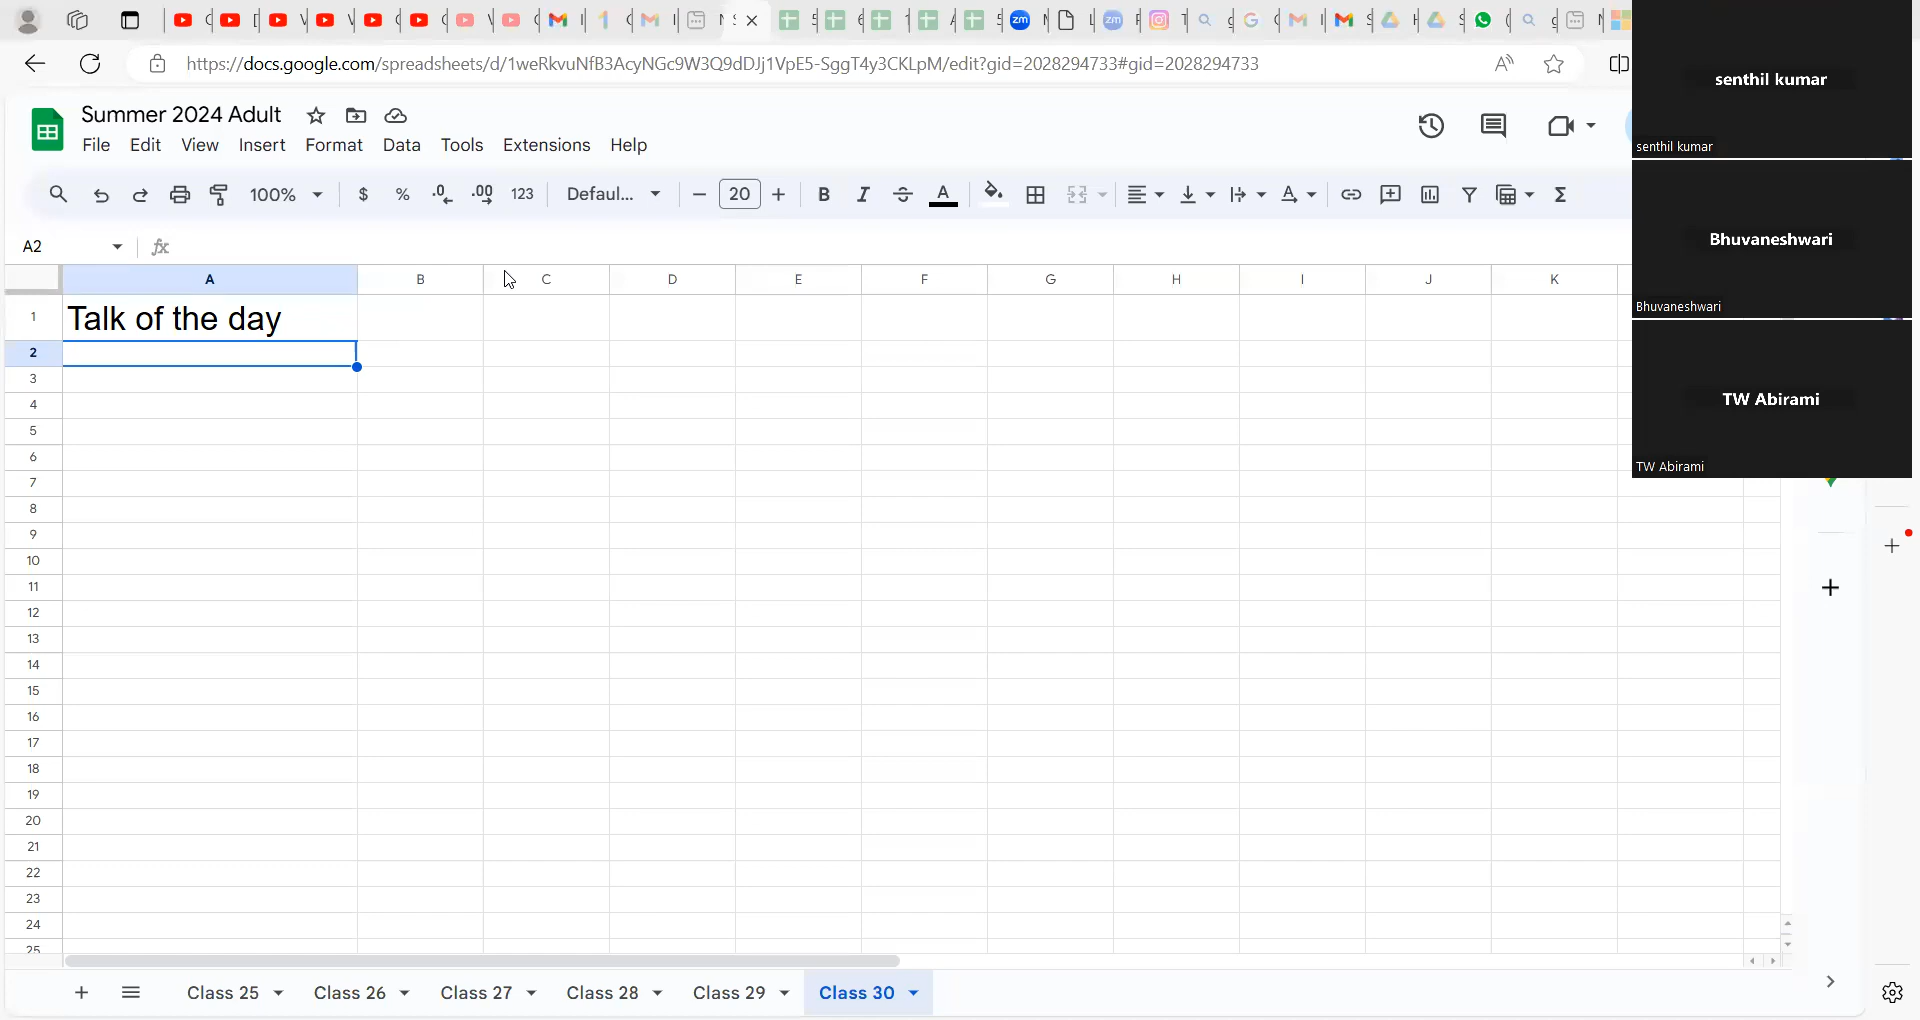 https://docs.google.com/spreadsheets/d/1weRkvuNfB3AcyNGc9W3Q9dDJj1VpE5-SggT4y3CKLpM/edit?gid=2028294733#gid=2028294733
Summer 2024 Adult
File Edit View Insert Format Data Tools Extensions Help
100% $ % .0 .00 123 Defaul... 20 B I A
A2 fx
A B C D E F G H I J K
1 Talk of the day
2
3
4
5
6
7
8
9
10
11
12
13
14
15
16
17
18
19
20
21
22
23
24
25
Class 25 Class 26 Class 27 Class 28 Class 29 Class 30
senthil kumar
senthil kumar
Bhuvaneshwari
Bhuvaneshwari
TW Abirami
TW Abirami